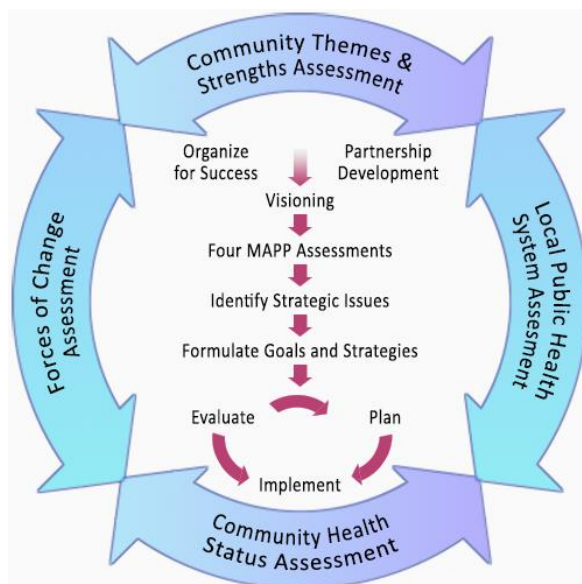 Community Themes &
Strengths Assessment
Organize
for Success
Partnership
Development
Visioning
Four MAPP Assessments
Identify Strategic Issues
Formulate Goals and Strategies
Evaluate
Plan
Implement
Forces of Change
Assessment
Local Public Health
System Assesment
Community Health
Status Assessment